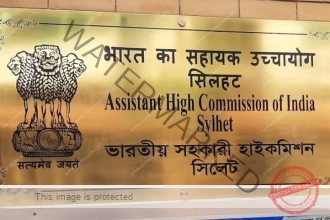 भारत का सहायक उच्चायोग
सिलहट
Assistant High Commission of India
Sylhet
ভারতীয় সহকারী হাইকমিশন
সিলেট
सत्यमेव जयते
WATERMARKED
This image is protected